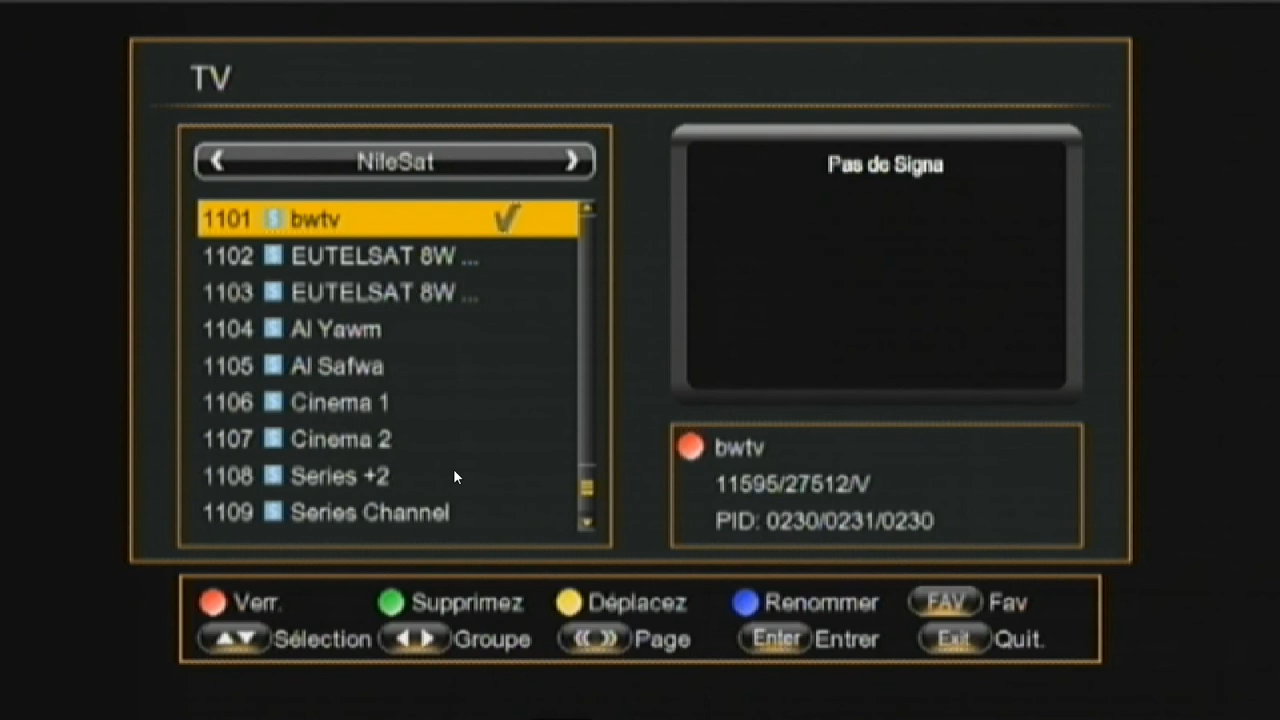 TV
NileSat
1101 S bwtv
1102 S EUTELSAT 8W ...
1103 S EUTELSAT 8W ...
1104 S Al Yawm
1105 S Al Safwa
1106 S Cinema 1
1107 S Cinema 2
1108 S Series +2
1109 S Series Channel
Pas de Signa
bwtv
11595/27512/V
PID: 0230/0231/0230
Verr. Supprimez Déplacez Renommer FAV Fav
Sélection Groupe Page Enter Entrer Exit Quit.